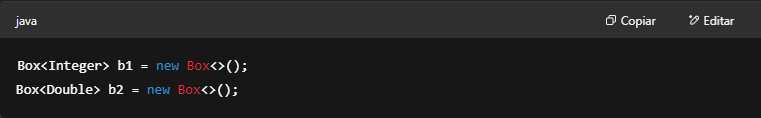 java Copiar Editar
Box<Integer> b1 = new Box<>();
Box<Double> b2 = new Box<>();